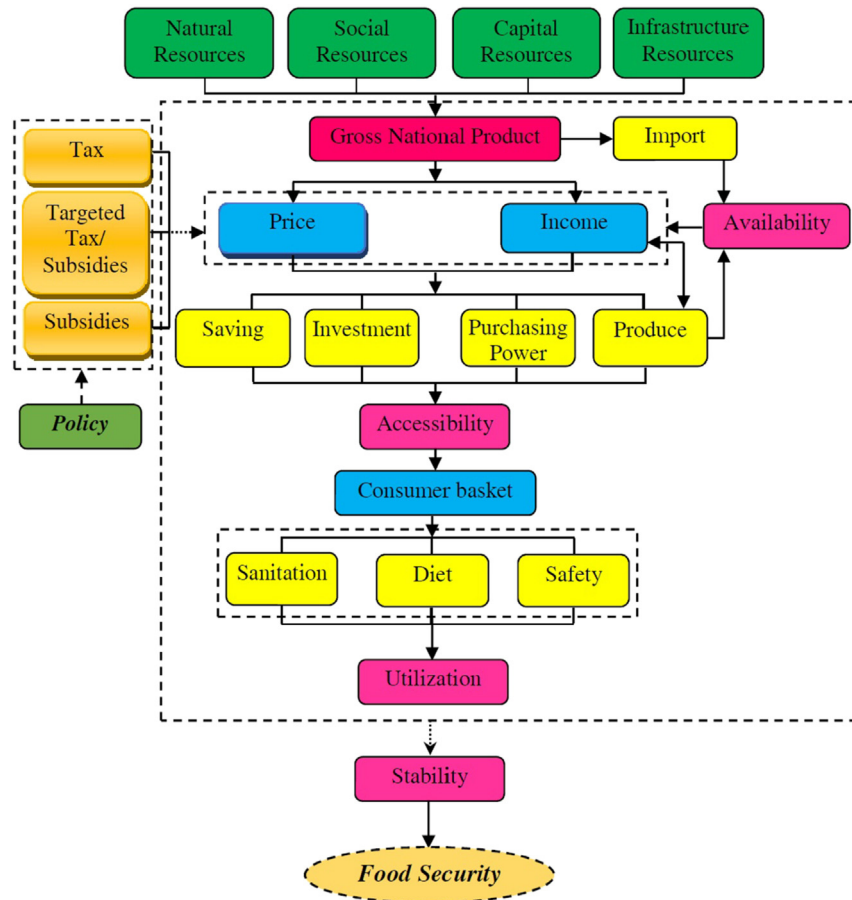 Natural
Resources
Social
Resources
Capital
Resources
Infrastructure
Resources
Gross National Product
Import
Tax
Targeted
Tax/
Subsidies
Subsidies
Policy
Price
Income
Availability
Saving
Investment
Purchasing
Power
Produce
Accessibility
Consumer basket
Sanitation
Diet
Safety
Utilization
Stability
Food Security